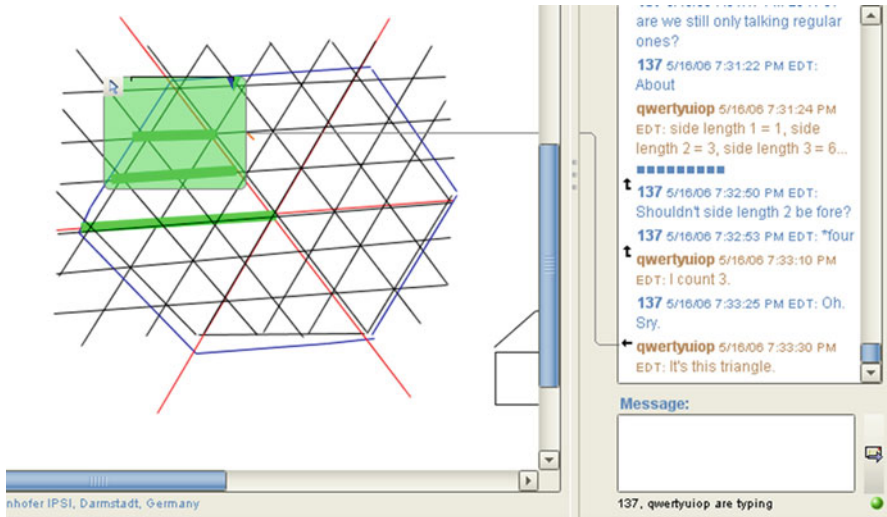 are we still only talking regular
ones?
137 5/16/06 7:31:22 PM EDT:
About
qwertyuiop 5/16/06 7:31:24 PM
EDT: side length 1 = 1, side
length 2 = 3, side length 3 = 6...
137 5/16/06 7:32:50 PM EDT:
Shouldn't side length 2 be fore?
137 5/16/06 7:32:53 PM EDT: *four
qwertyuiop 5/16/06 7:33:10 PM
EDT: I count 3.
137 5/16/06 7:33:25 PM EDT: Oh.
Sry.
qwertyuiop 5/16/06 7:33:30 PM
EDT: It's this triangle.
Message:
nhofer IPSI, Darmstadt, Germany
137, qwertyuiop are typing